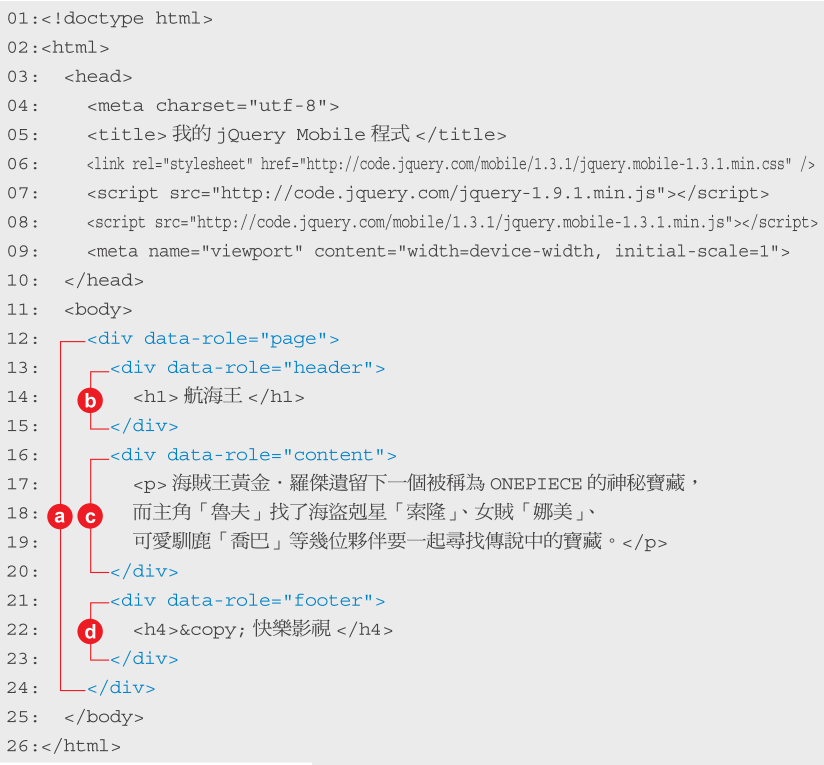 01:<!doctype html>
02:<html>
03:  <head>
04:    <meta charset="utf-8">
05:    <title>我的 jQuery Mobile 程式 </title>
06:    <link rel="stylesheet" href="http://code.jquery.com/mobile/1.3.1/jquery.mobile-1.3.1.min.css" />
07:    <script src="http://code.jquery.com/jquery-1.9.1.min.js"></script>
08:    <script src="http://code.jquery.com/mobile/1.3.1/jquery.mobile-1.3.1.min.js"></script>
09:    <meta name="viewport" content="width=device-width, initial-scale=1">
10:  </head>
11:  <body>
12:    <div data-role="page">
13:      <div data-role="header">
14: b      <h1>航海王 </h1>
15:      </div>
16:      <div data-role="content">
17:        <p>海賊王黃金‧羅傑遺留下一個被稱為 ONEPIECE 的神秘寶藏，
18: a c    而主角「魯夫」找了海盜剋星「索隆」、女賊「娜美」、
19:        可愛馴鹿「喬巴」等幾位夥伴要一起尋找傳說中的寶藏。</p>
20:      </div>
21:      <div data-role="footer">
22: d      <h4>&copy; 快樂影視 </h4>
23:      </div>
24:    </div>
25:  </body>
26:</html>